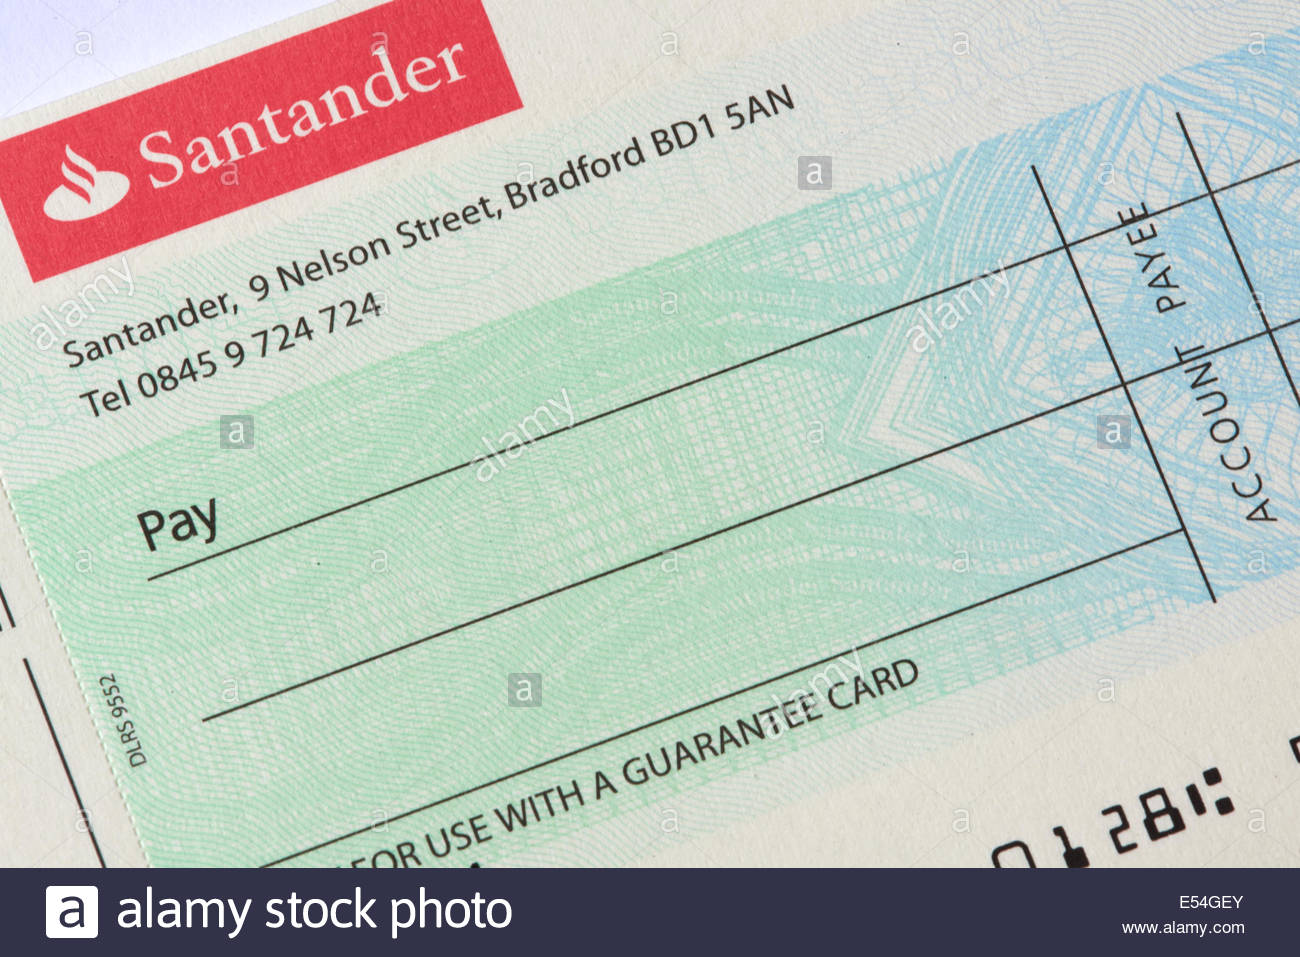 Santander
Santander, 9 Nelson Street, Bradford BD1 5AN
Tel 0845 9 724 724
Pay
ACCOUNT PAYEE
DLRS 9552
FOR USE WITH A GUARANTEE CARD
0128
a alamy stock photo
E54GEY
www.alamy.com